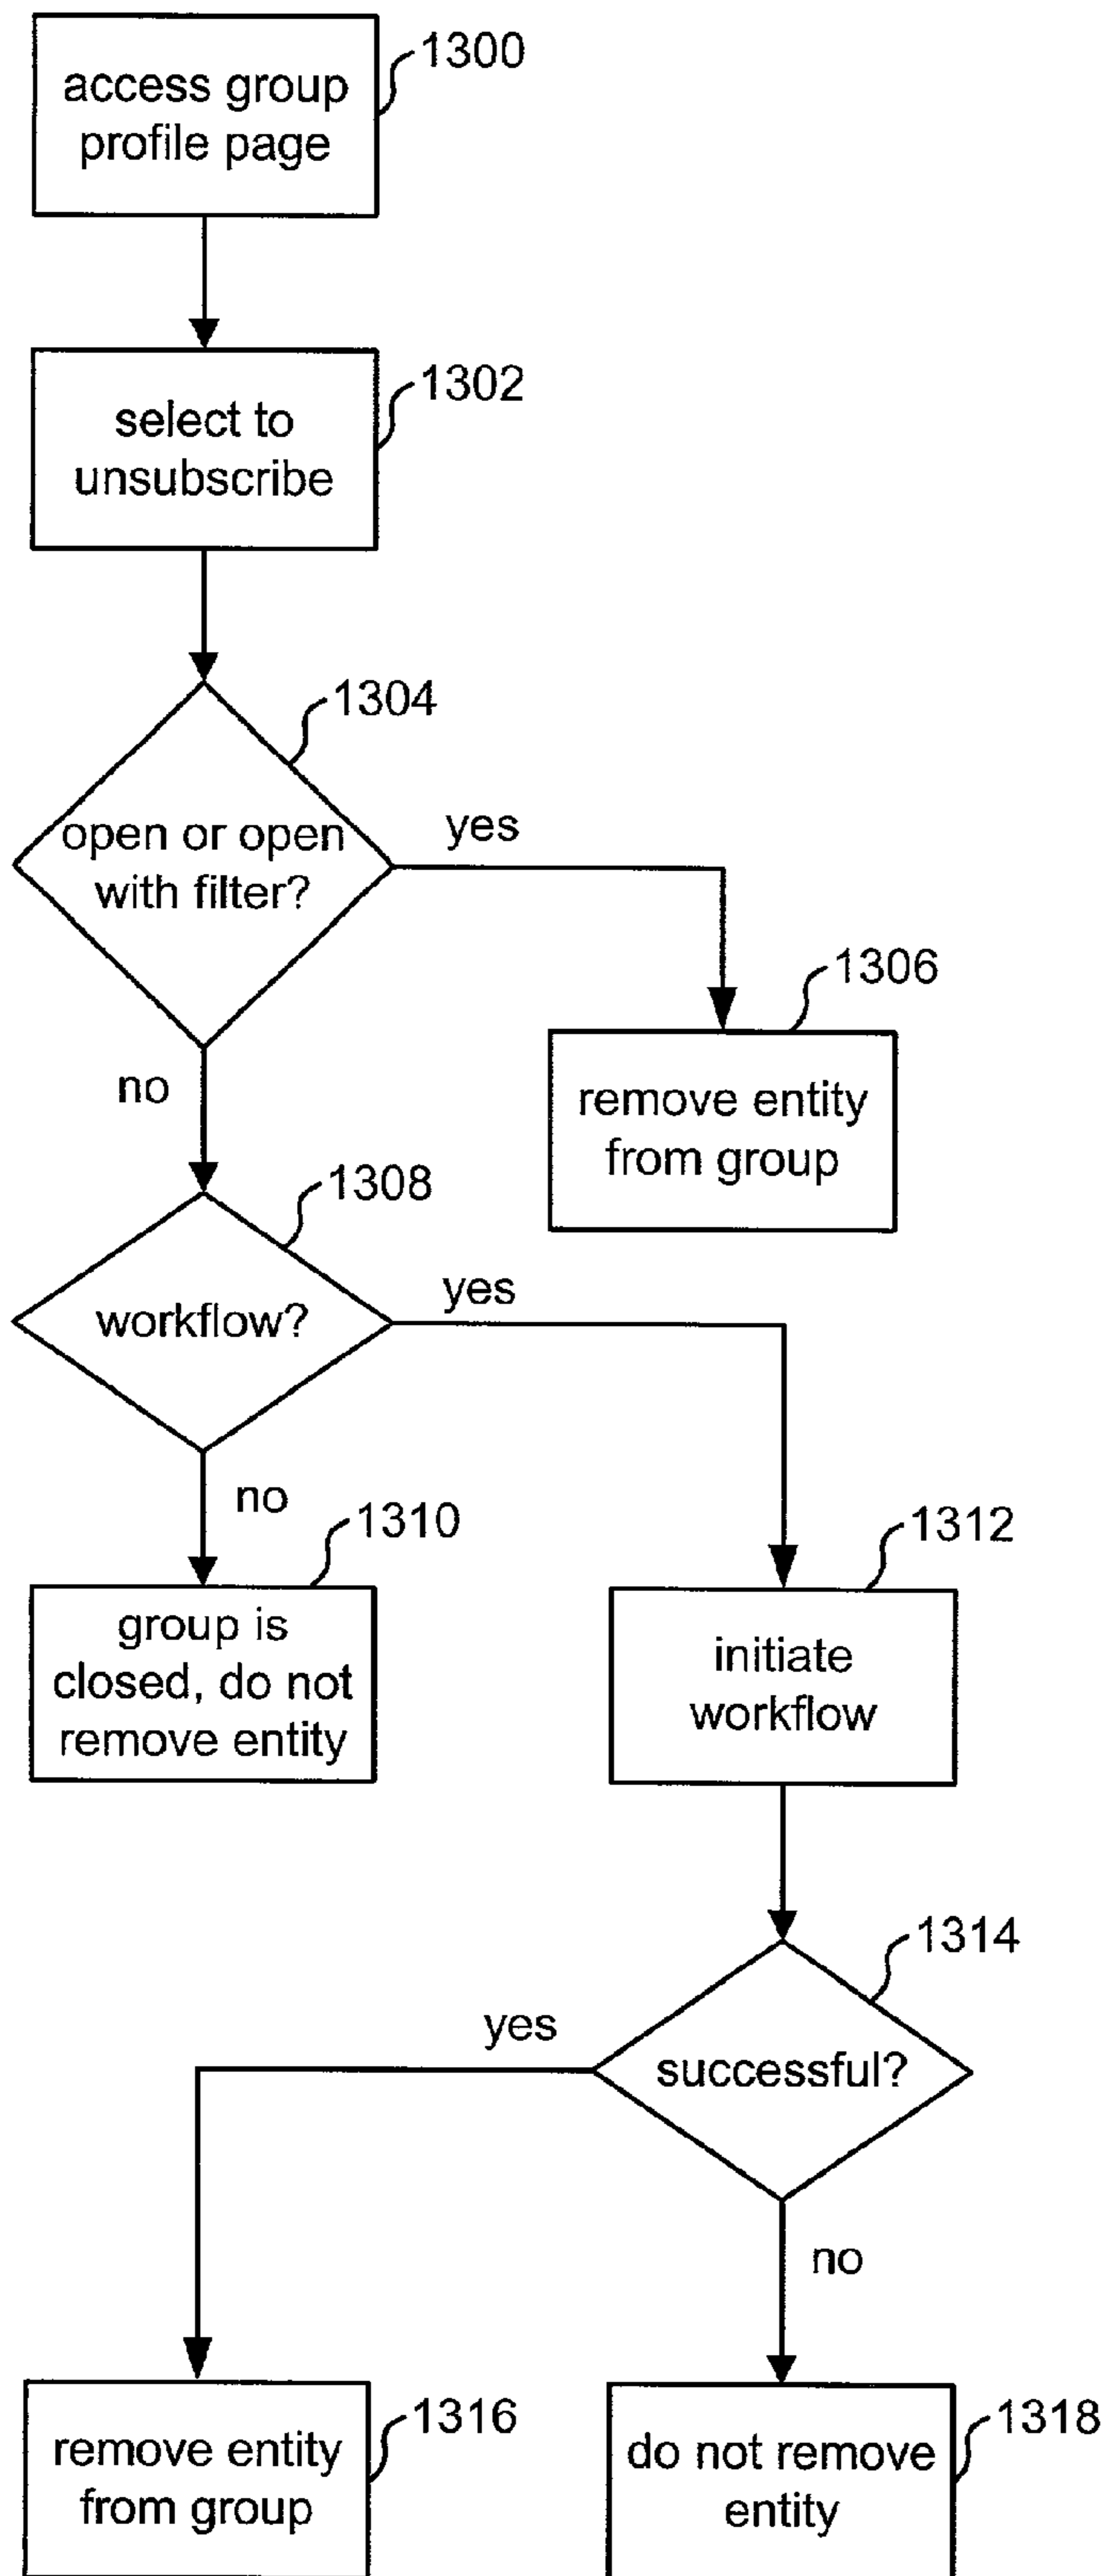 1300
access group
profile page
1302
select to
unsubscribe
1304
open or open
with filter?
yes
1306
remove entity
from group
no
1308
workflow?
yes
no
1310
group is
closed, do not
remove entity
1312
initiate
workflow
1314
successful?
yes
no
1316
remove entity
from group
1318
do not remove
entity